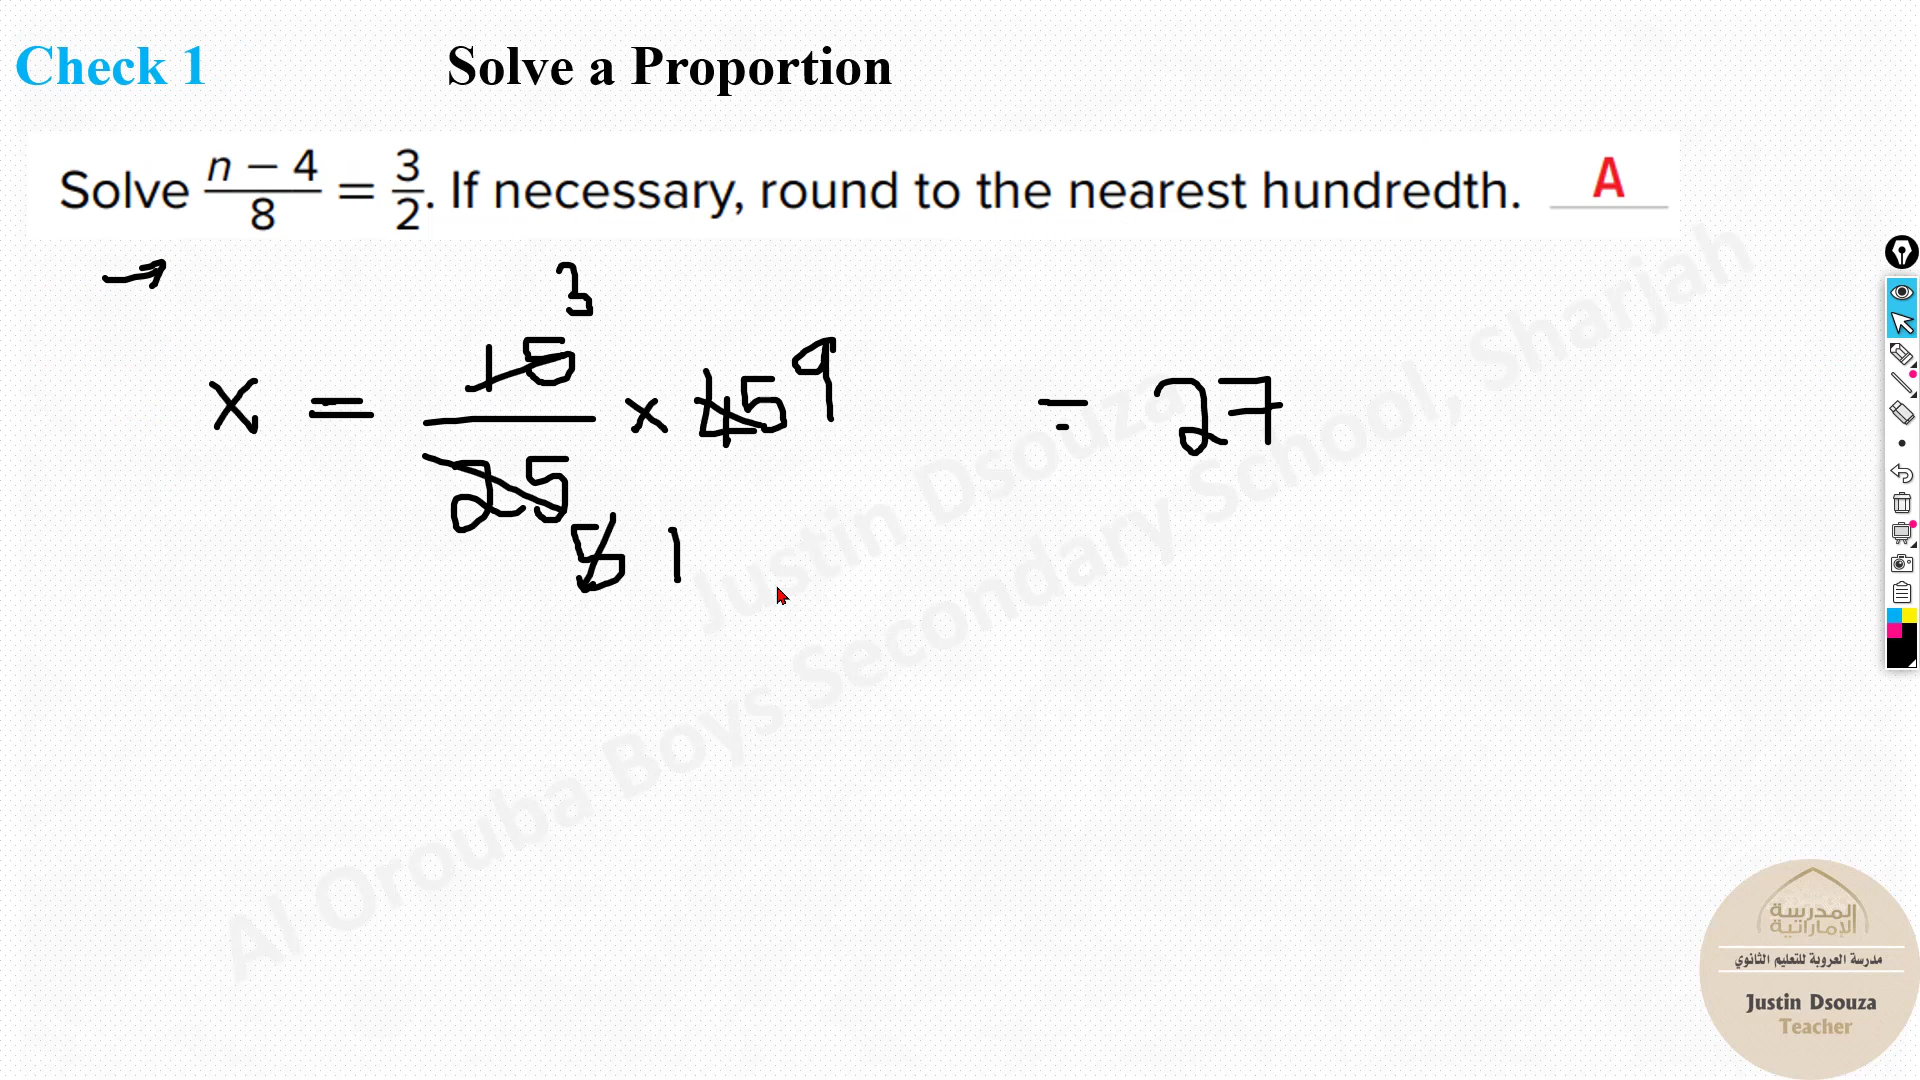 Check 1 Solve a Proportion
Solve (n − 4)/8 = 3/2. If necessary, round to the nearest hundredth. A
3
x = 15/25 × 45 9 = 27
5 1
Justin Dsouza
Al Orouba Boys Secondary School, Sharjah
المدرسة
الإماراتية
مدرسة العروبة للتعليم الثانوي
Justin Dsouza
Teacher